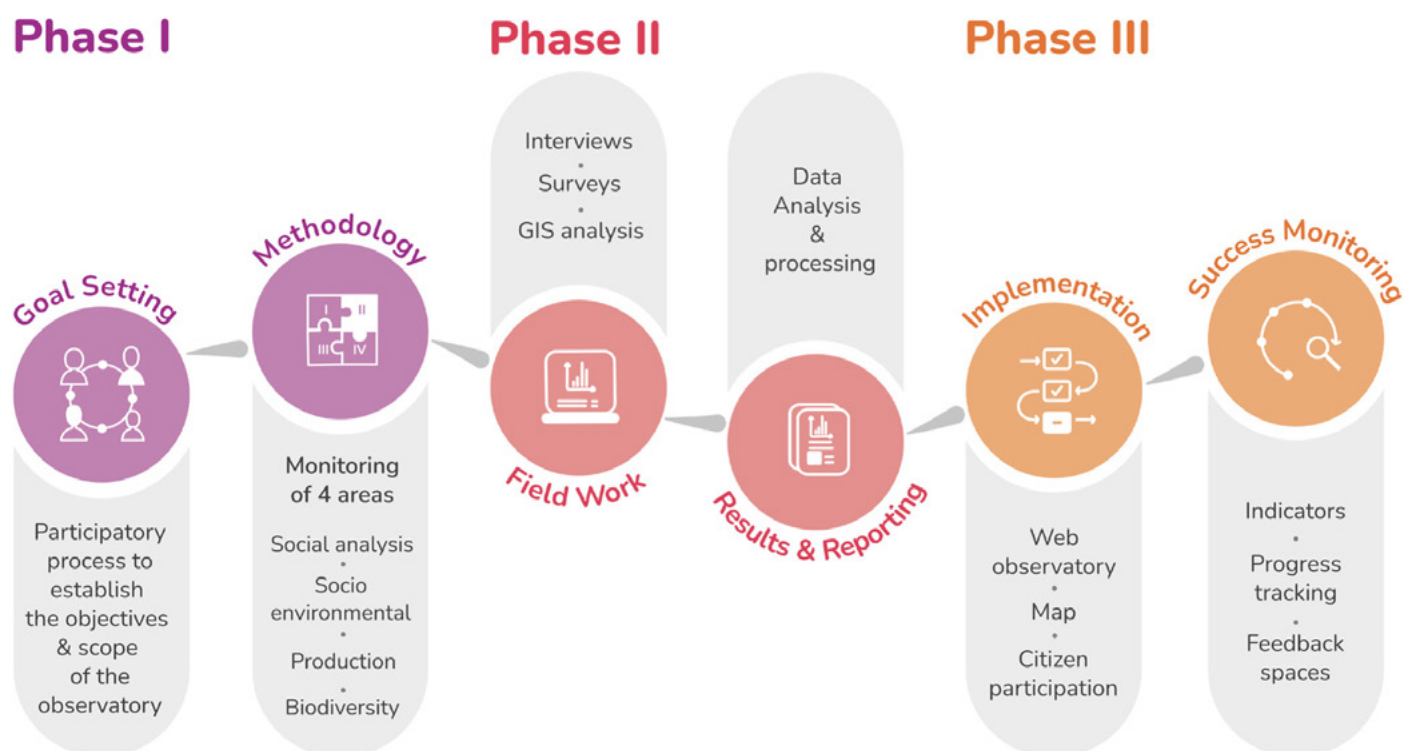 Phase I
Phase II
Phase III
Goal Setting
Participatory
process to
establish
the objectives
& scope
of the
observatory
Methodology
I
II
III
IV
Monitoring
of 4 areas
Social analysis
•
Socio
environmental
•
Production
•
Biodiversity
Interviews
•
Surveys
•
GIS analysis
Field Work
Data
Analysis
&
processing
Results & Reporting
Implementation
Web
observatory
•
Map
•
Citizen
participation
Success Monitoring
Indicators
•
Progress
tracking
•
Feedback
spaces